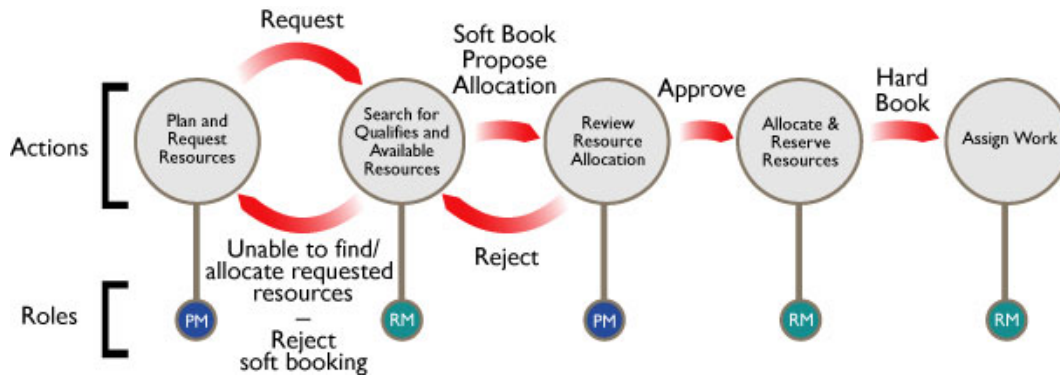 Request
Soft Book
Propose
Allocation
Approve
Hard
Book
Actions
Plan and
Request
Resources
Search for
Qualifies and
Available
Resources
Review
Resource
Allocation
Allocate &
Reserve
Resources
Assign Work
Unable to find/
allocate requested
resources
–
Reject
soft booking
Reject
Roles
PM
RM
PM
RM
RM